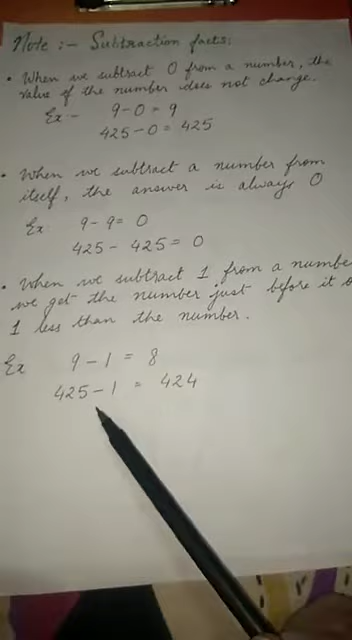 Note :- Subtraction facts:
• When we subtract 0 from a number, the
value of the number does not change.
Ex:- 9-0=9
425-0=425
• When we subtract a number from
itself, the answer is always 0
Ex 9-9=0
425-425=0
• When we subtract 1 from a number
we get the number just before it
1 less than the number.
Ex 9-1=8
425-1=424